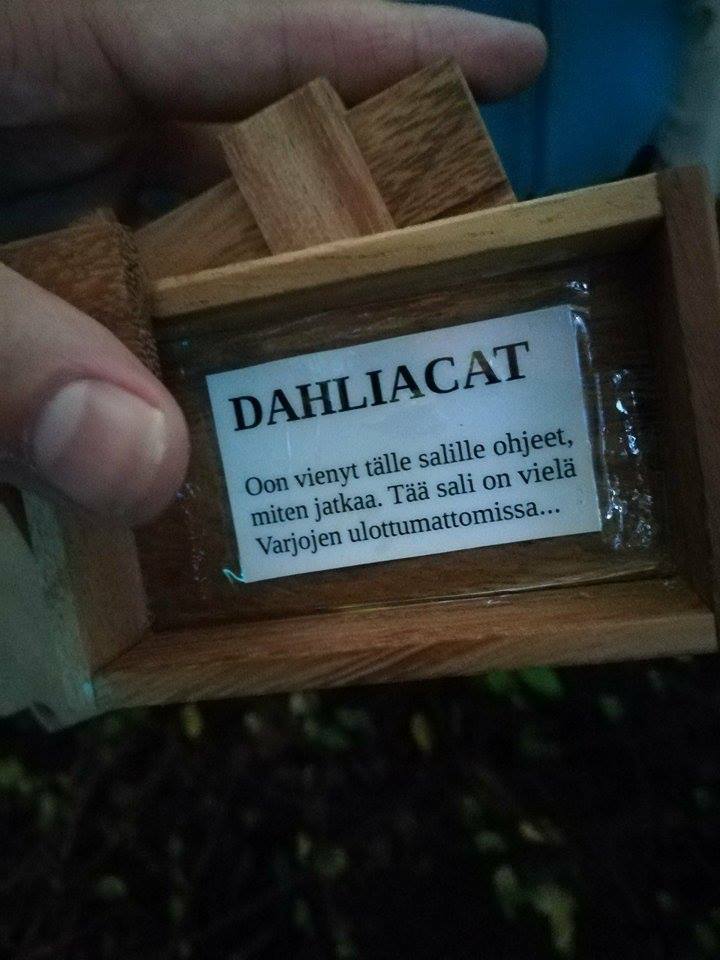 DAHLIACAT
Oon vienyt tälle salille ohjeet,
miten jatkaa. Tää sali on vielä
Varjojen ulottumattomissa...